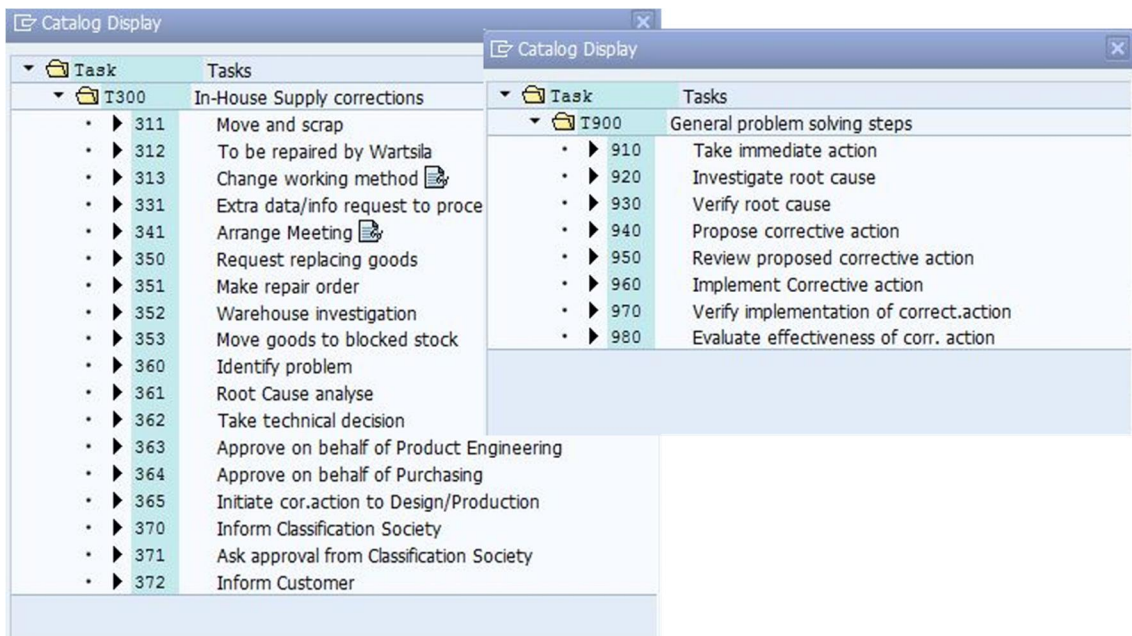 Catalog Display
Task Tasks
T300 In-House Supply corrections
311 Move and scrap
312 To be repaired by Wartsila
313 Change working method
331 Extra data/info request to proce
341 Arrange Meeting
350 Request replacing goods
351 Make repair order
352 Warehouse investigation
353 Move goods to blocked stock
360 Identify problem
361 Root Cause analyse
362 Take technical decision
363 Approve on behalf of Product Engineering
364 Approve on behalf of Purchasing
365 Initiate cor.action to Design/Production
370 Inform Classification Society
371 Ask approval from Classification Society
372 Inform Customer
Catalog Display
Task Tasks
T900 General problem solving steps
910 Take immediate action
920 Investigate root cause
930 Verify root cause
940 Propose corrective action
950 Review proposed corrective action
960 Implement Corrective action
970 Verify implementation of correct.action
980 Evaluate effectiveness of corr. action